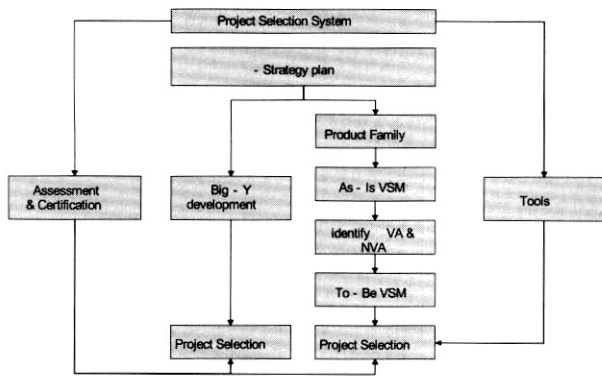 Project Selection System
- Strategy plan
Product Family
Assessment
& Certification
Big - Y
development
As - Is VSM
Tools
Identify VA &
NVA
To - Be VSM
Project Selection
Project Selection